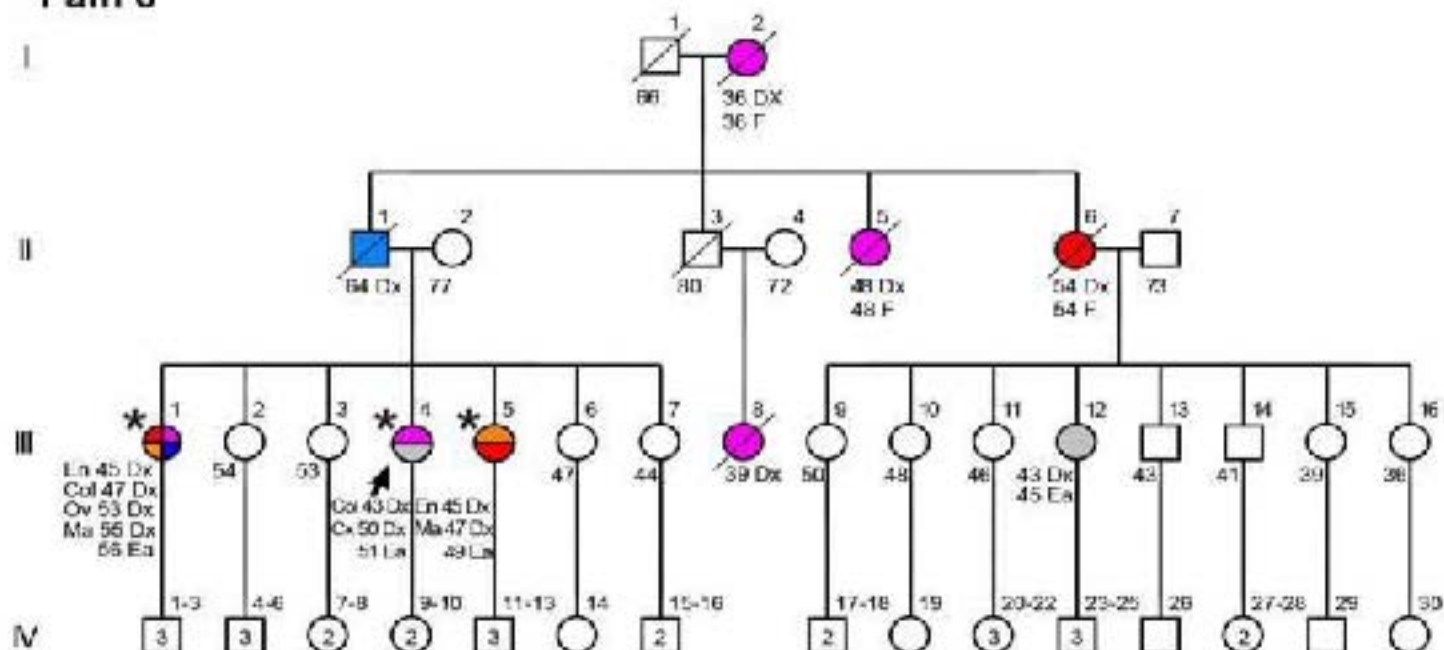 I
1 2
36 DX
36 F
II
1 2 3 4 5 6 7
64 Dx 77 80 72 48 Dx 54 Dx 73
48 F 54 F
III
* 1 2 3 * 4 * 5 6 7 8 9 10 11 12 13 14 15 16
54 53 47 44 39 Dx 50 48 46 43 Dx 43 41 39
45 Ea
En 45 Dx
Col 47 Dx
Ov 53 Dx
Ma 55 Dx
56 Ea
Col 43 Dx En 45 Dx
Cx 50 Dx Ma 47 Dx
51 Ea 49 Ea
1-3 4-6 7-8 9-10 11-13 14 15-16 17-18 19 20-22 23-25 26 27-28 29 30
IV
3 3 2 2 3 2 2 3 3 2